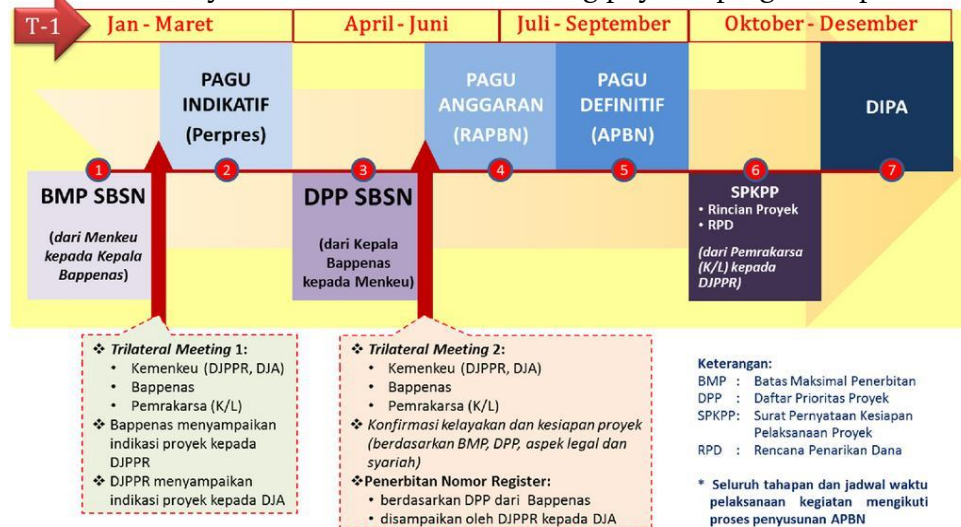 T-1
Jan - Maret
April - Juni
Juli - September
Oktober - Desember
PAGU
INDIKATIF
(Perpres)
PAGU
ANGGARAN
(RAPBN)
PAGU
DEFINITIF
(APBN)
DIPA
1
2
3
4
5
6
7
BMP SBSN
(dari Menkeu
kepada Kepala
Bappenas)
DPP SBSN
(dari Kepala
Bappenas
kepada Menkeu)
SPKPP
• Rincian Proyek
• RPD
(dari Pemrakarsa
(K/L) kepada
DJPPR)
❖ Trilateral Meeting 1:
• Kemenkeu (DJPPR, DJA)
• Bappenas
• Pemrakarsa (K/L)
❖ Bappenas menyampaikan
indikasi proyek kepada
DJPPR
❖ DJPPR menyampaikan
indikasi proyek kepada DJA
❖ Trilateral Meeting 2:
• Kemenkeu (DJPPR, DJA)
• Bappenas
• Pemrakarsa (K/L)
❖ Konfirmasi kelayakan dan kesiapan proyek
(berdasarkan BMP, DPP, aspek legal dan
syariah)
❖Penerbitan Nomor Register:
• berdasarkan DPP dari Bappenas
• disampaikan oleh DJPPR kepada DJA
Keterangan:
BMP : Batas Maksimal Penerbitan
DPP : Daftar Prioritas Proyek
SPKPP: Surat Pernyataan Kesiapan
Pelaksanaan Proyek
RPD : Rencana Penarikan Dana
* Seluruh tahapan dan jadwal waktu
pelaksanaan kegiatan mengikuti
proses penyusunan APBN